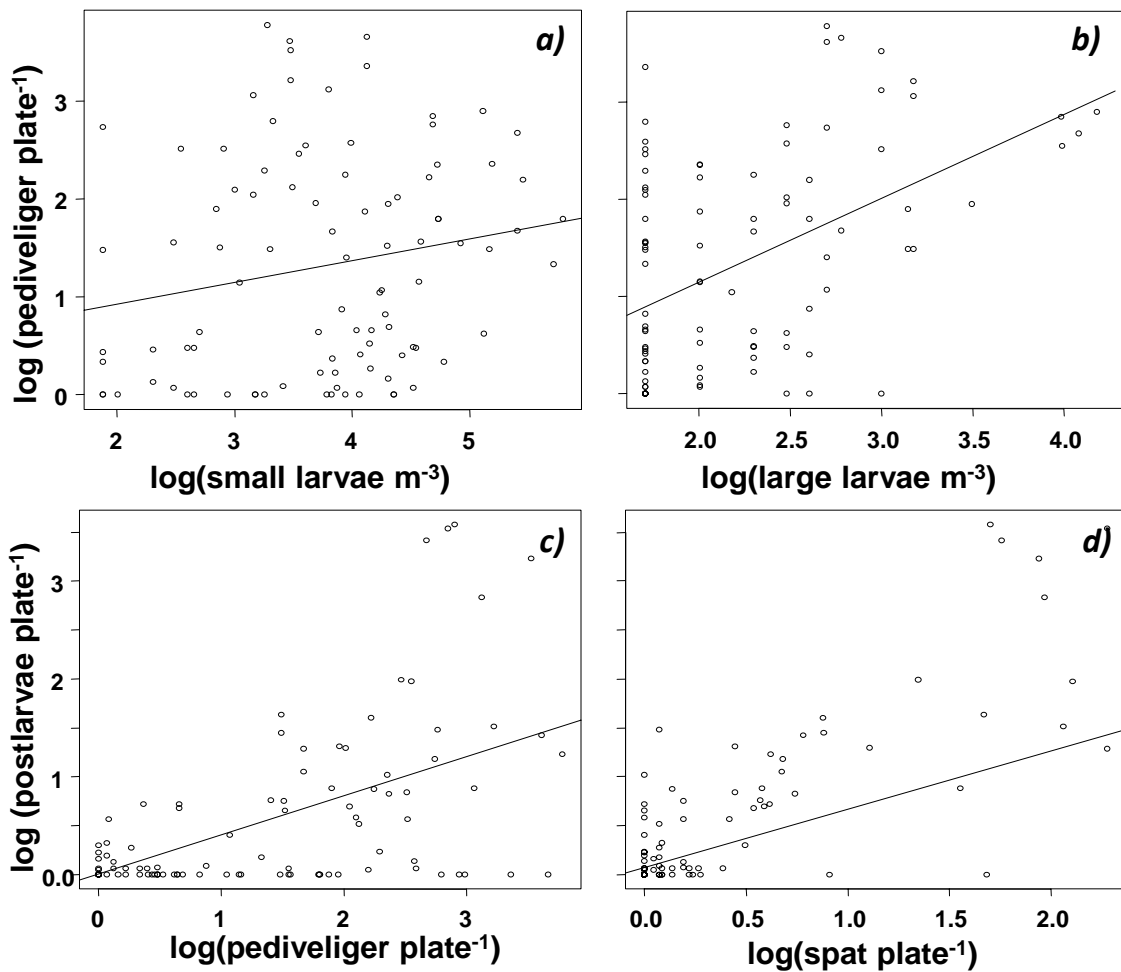 a)
b)
log (pediveliger plate⁻¹)
3
2
1
0
2 3 4 5
2.0 2.5 3.0 3.5 4.0
log(small larvae m⁻³)
log(large larvae m⁻³)
c)
d)
log (postlarvae plate⁻¹)
3
2
1
0.0
0 1 2 3
0.0 0.5 1.0 1.5 2.0
log(pediveliger plate⁻¹)
log(spat plate⁻¹)